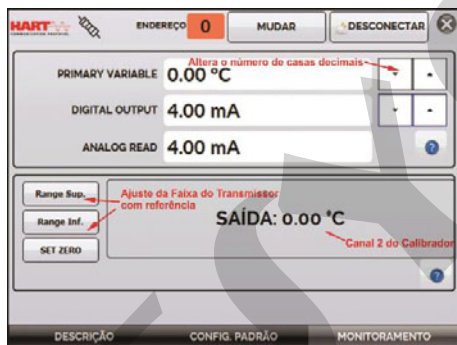 HART
ENDEREÇO 0 MUDAR DESCONECTAR
Altera o número de casas decimais
PRIMARY VARIABLE 0.00 ºC
DIGITAL OUTPUT 4.00 mA
ANALOG READ 4.00 mA
?
Range Sup.
Ajuste da Faixa do Transmissor
com referência
Range Inf.
SAÍDA: 0.00 °C
Canal 2 do Calibrador
SET ZERO
?
DESCRIÇÃO CONFIG. PADRÃO MONITORAMENTO